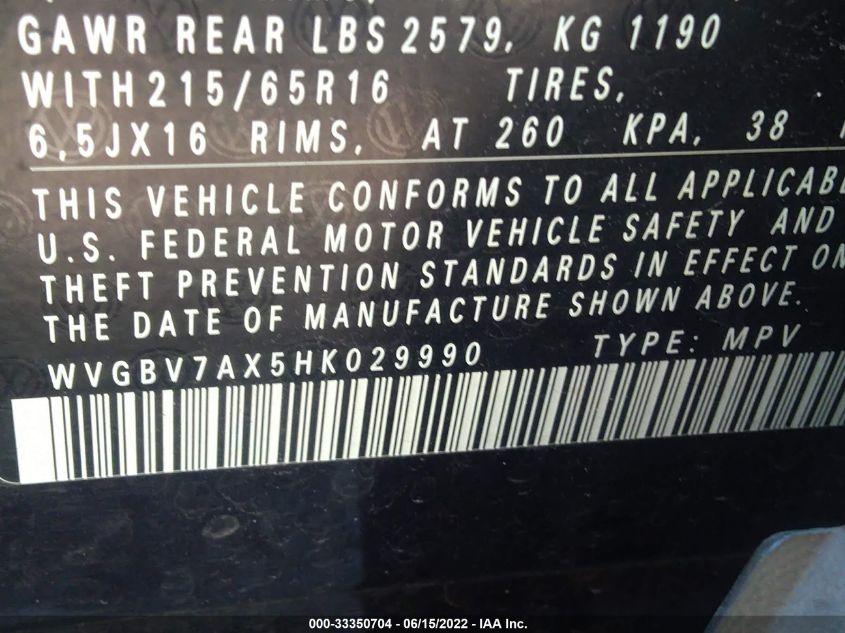 GAWR REAR LBS 2579. KG 1190
WITH 215/65R16 TIRES,
6,5JX16 RIMS, AT 260 KPA, 38
THIS VEHICLE CONFORMS TO ALL APPLICABLE
U.S. FEDERAL MOTOR VEHICLE SAFETY AND
THEFT PREVENTION STANDARDS IN EFFECT ON
THE DATE OF MANUFACTURE SHOWN ABOVE.
WVGBV7AX5HK029990 TYPE: MPV
000-33350704 - 06/15/2022 - IAA Inc.